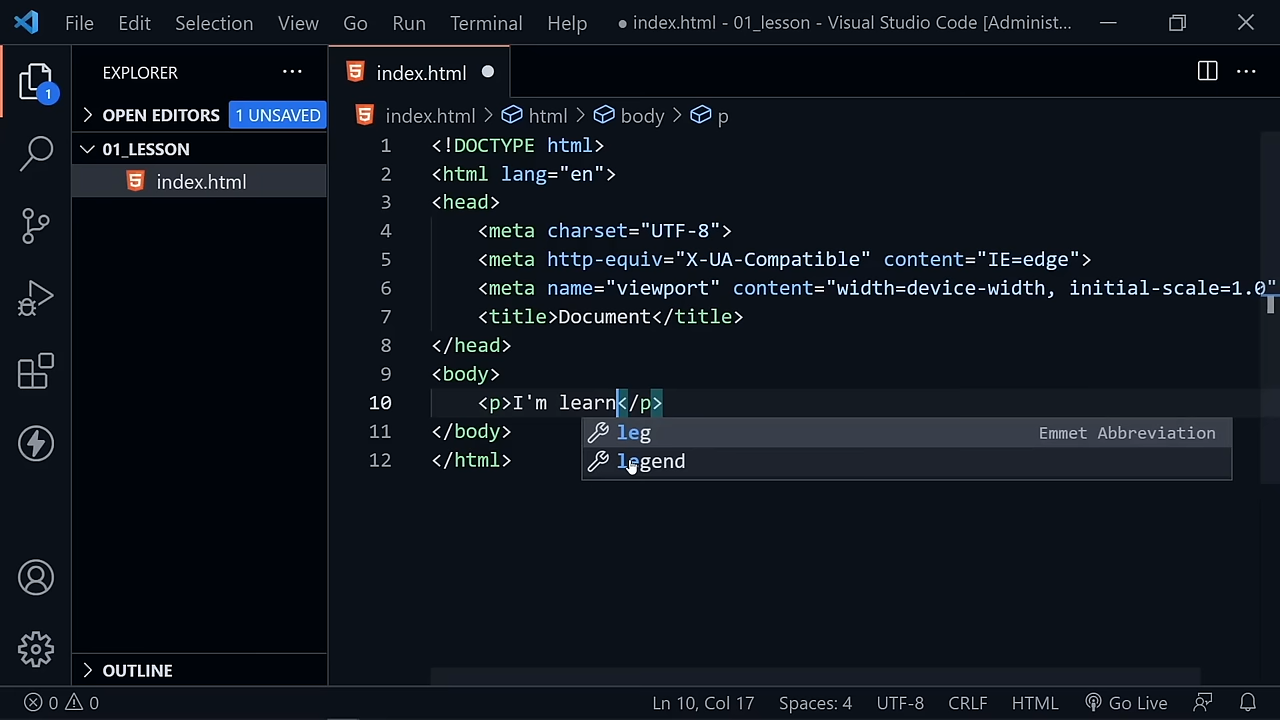 File Edit Selection View Go Run Terminal Help ● index.html - 01_lesson - Visual Studio Code [Administ...
EXPLORER ...
index.html
OPEN EDITORS 1 UNSAVED
1
index.html > html > body > p
01_LESSON
index.html
1 <!DOCTYPE html>
2 <html lang="en">
3 <head>
4 <meta charset="UTF-8">
5 <meta http-equiv="X-UA-Compatible" content="IE=edge">
6 <meta name="viewport" content="width=device-width, initial-scale=1.0"
7 <title>Document</title>
8 </head>
9 <body>
10 <p>I'm learn</p>
11 </body>
12 </html>
leg Emmet Abbreviation
legend
OUTLINE
0 0 Ln 10, Col 17 Spaces: 4 UTF-8 CRLF HTML Go Live